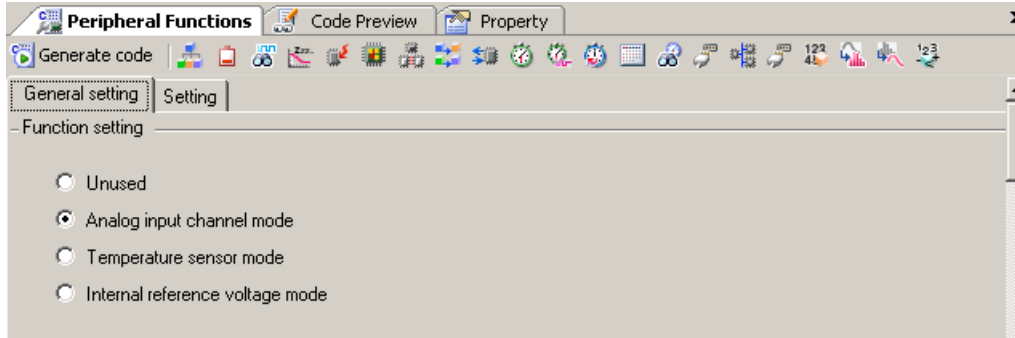 Peripheral Functions Code Preview Property
Generate code
General setting Setting
Function setting
Unused
Analog input channel mode
Temperature sensor mode
Internal reference voltage mode